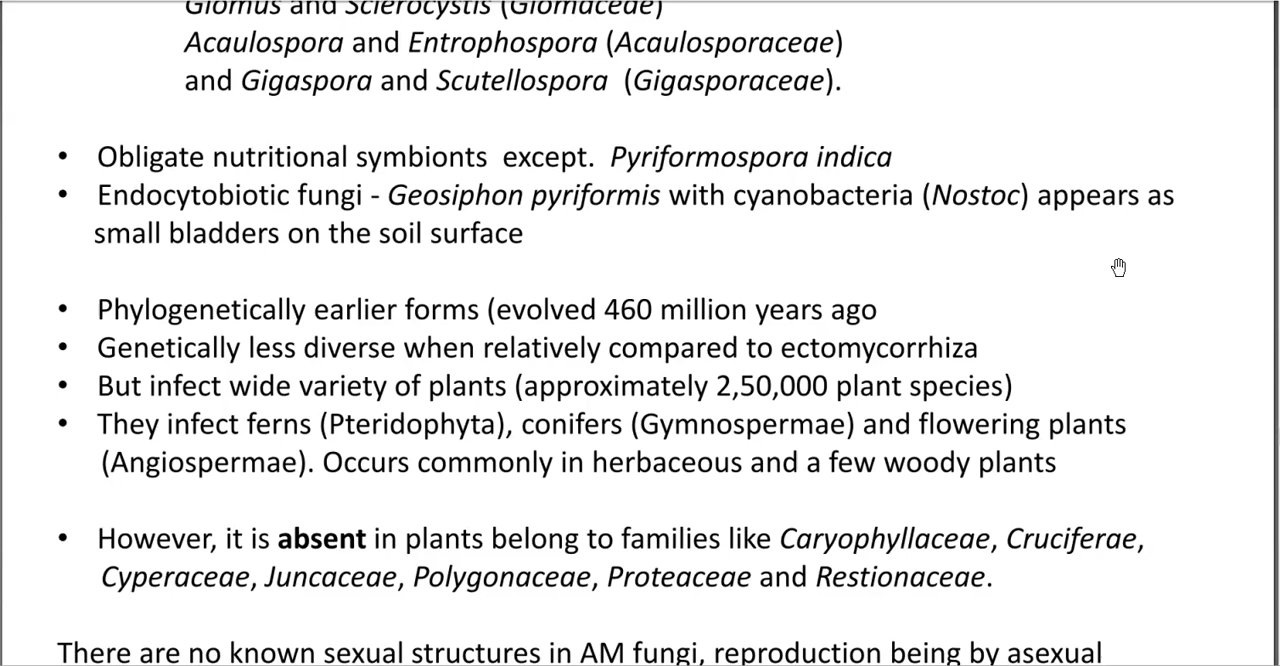 Glomus and Sclerocystis (Glomaceae)
Acaulospora and Entrophospora (Acaulosporaceae)
and Gigaspora and Scutellospora (Gigasporaceae).
• Obligate nutritional symbionts except. Pyriformospora indica
• Endocytobiotic fungi - Geosiphon pyriformis with cyanobacteria (Nostoc) appears as
small bladders on the soil surface
• Phylogenetically earlier forms (evolved 460 million years ago
• Genetically less diverse when relatively compared to ectomycorrhiza
• But infect wide variety of plants (approximately 2,50,000 plant species)
• They infect ferns (Pteridophyta), conifers (Gymnospermae) and flowering plants
(Angiospermae). Occurs commonly in herbaceous and a few woody plants
• However, it is absent in plants belong to families like Caryophyllaceae, Cruciferae,
Cyperaceae, Juncaceae, Polygonaceae, Proteaceae and Restionaceae.
There are no known sexual structures in AM fungi, reproduction being by asexual